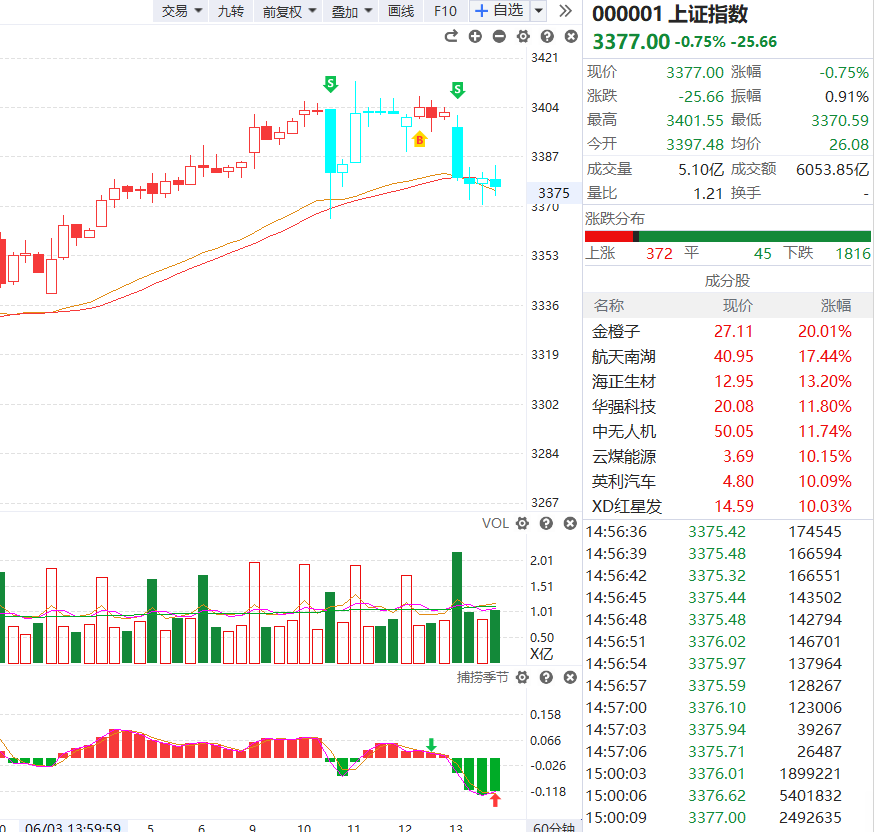 交易 九转 前复权 叠加 画线 F10 自选
000001 上证指数
3377.00 -0.75% -25.66
现价 3377.00 涨幅 -0.75%
涨跌 -25.66 振幅 0.91%
最高 3401.55 最低 3370.59
今开 3397.48 均价 26.08
成交量 5.10亿 成交额 6053.85亿
量比 1.21 换手 -
涨跌分布
上涨 372 平 45 下跌 1816
成分股
名称 现价 涨幅
金橙子 27.11 20.01%
航天南湖 40.95 17.44%
海正生材 12.95 13.20%
华强科技 20.08 11.80%
中无人机 50.05 11.74%
云煤能源 3.69 10.15%
英利汽车 4.80 10.09%
XD红星发 14.59 10.03%
14:56:36 3375.42 174545
14:56:39 3375.48 166594
14:56:42 3375.32 166551
14:56:45 3375.44 143502
14:56:48 3375.48 142794
14:56:51 3376.02 146701
14:56:54 3375.97 137964
14:56:57 3375.59 128267
14:57:00 3376.10 123006
14:57:03 3375.94 39267
14:57:06 3375.71 26487
15:00:03 3376.01 1899221
15:00:06 3376.62 5401832
15:00:09 3377.00 2492635
3421
3404
3387
3375
3370
3353
3336
3319
3302
3284
3267
S
S
B
VOL
2.01
1.51
1.01
0.50
X亿
捕捞季节
0.158
0.066
-0.026
-0.118
0 06/03 13:59:59 5 6 9 10 11 12 13 60分钟